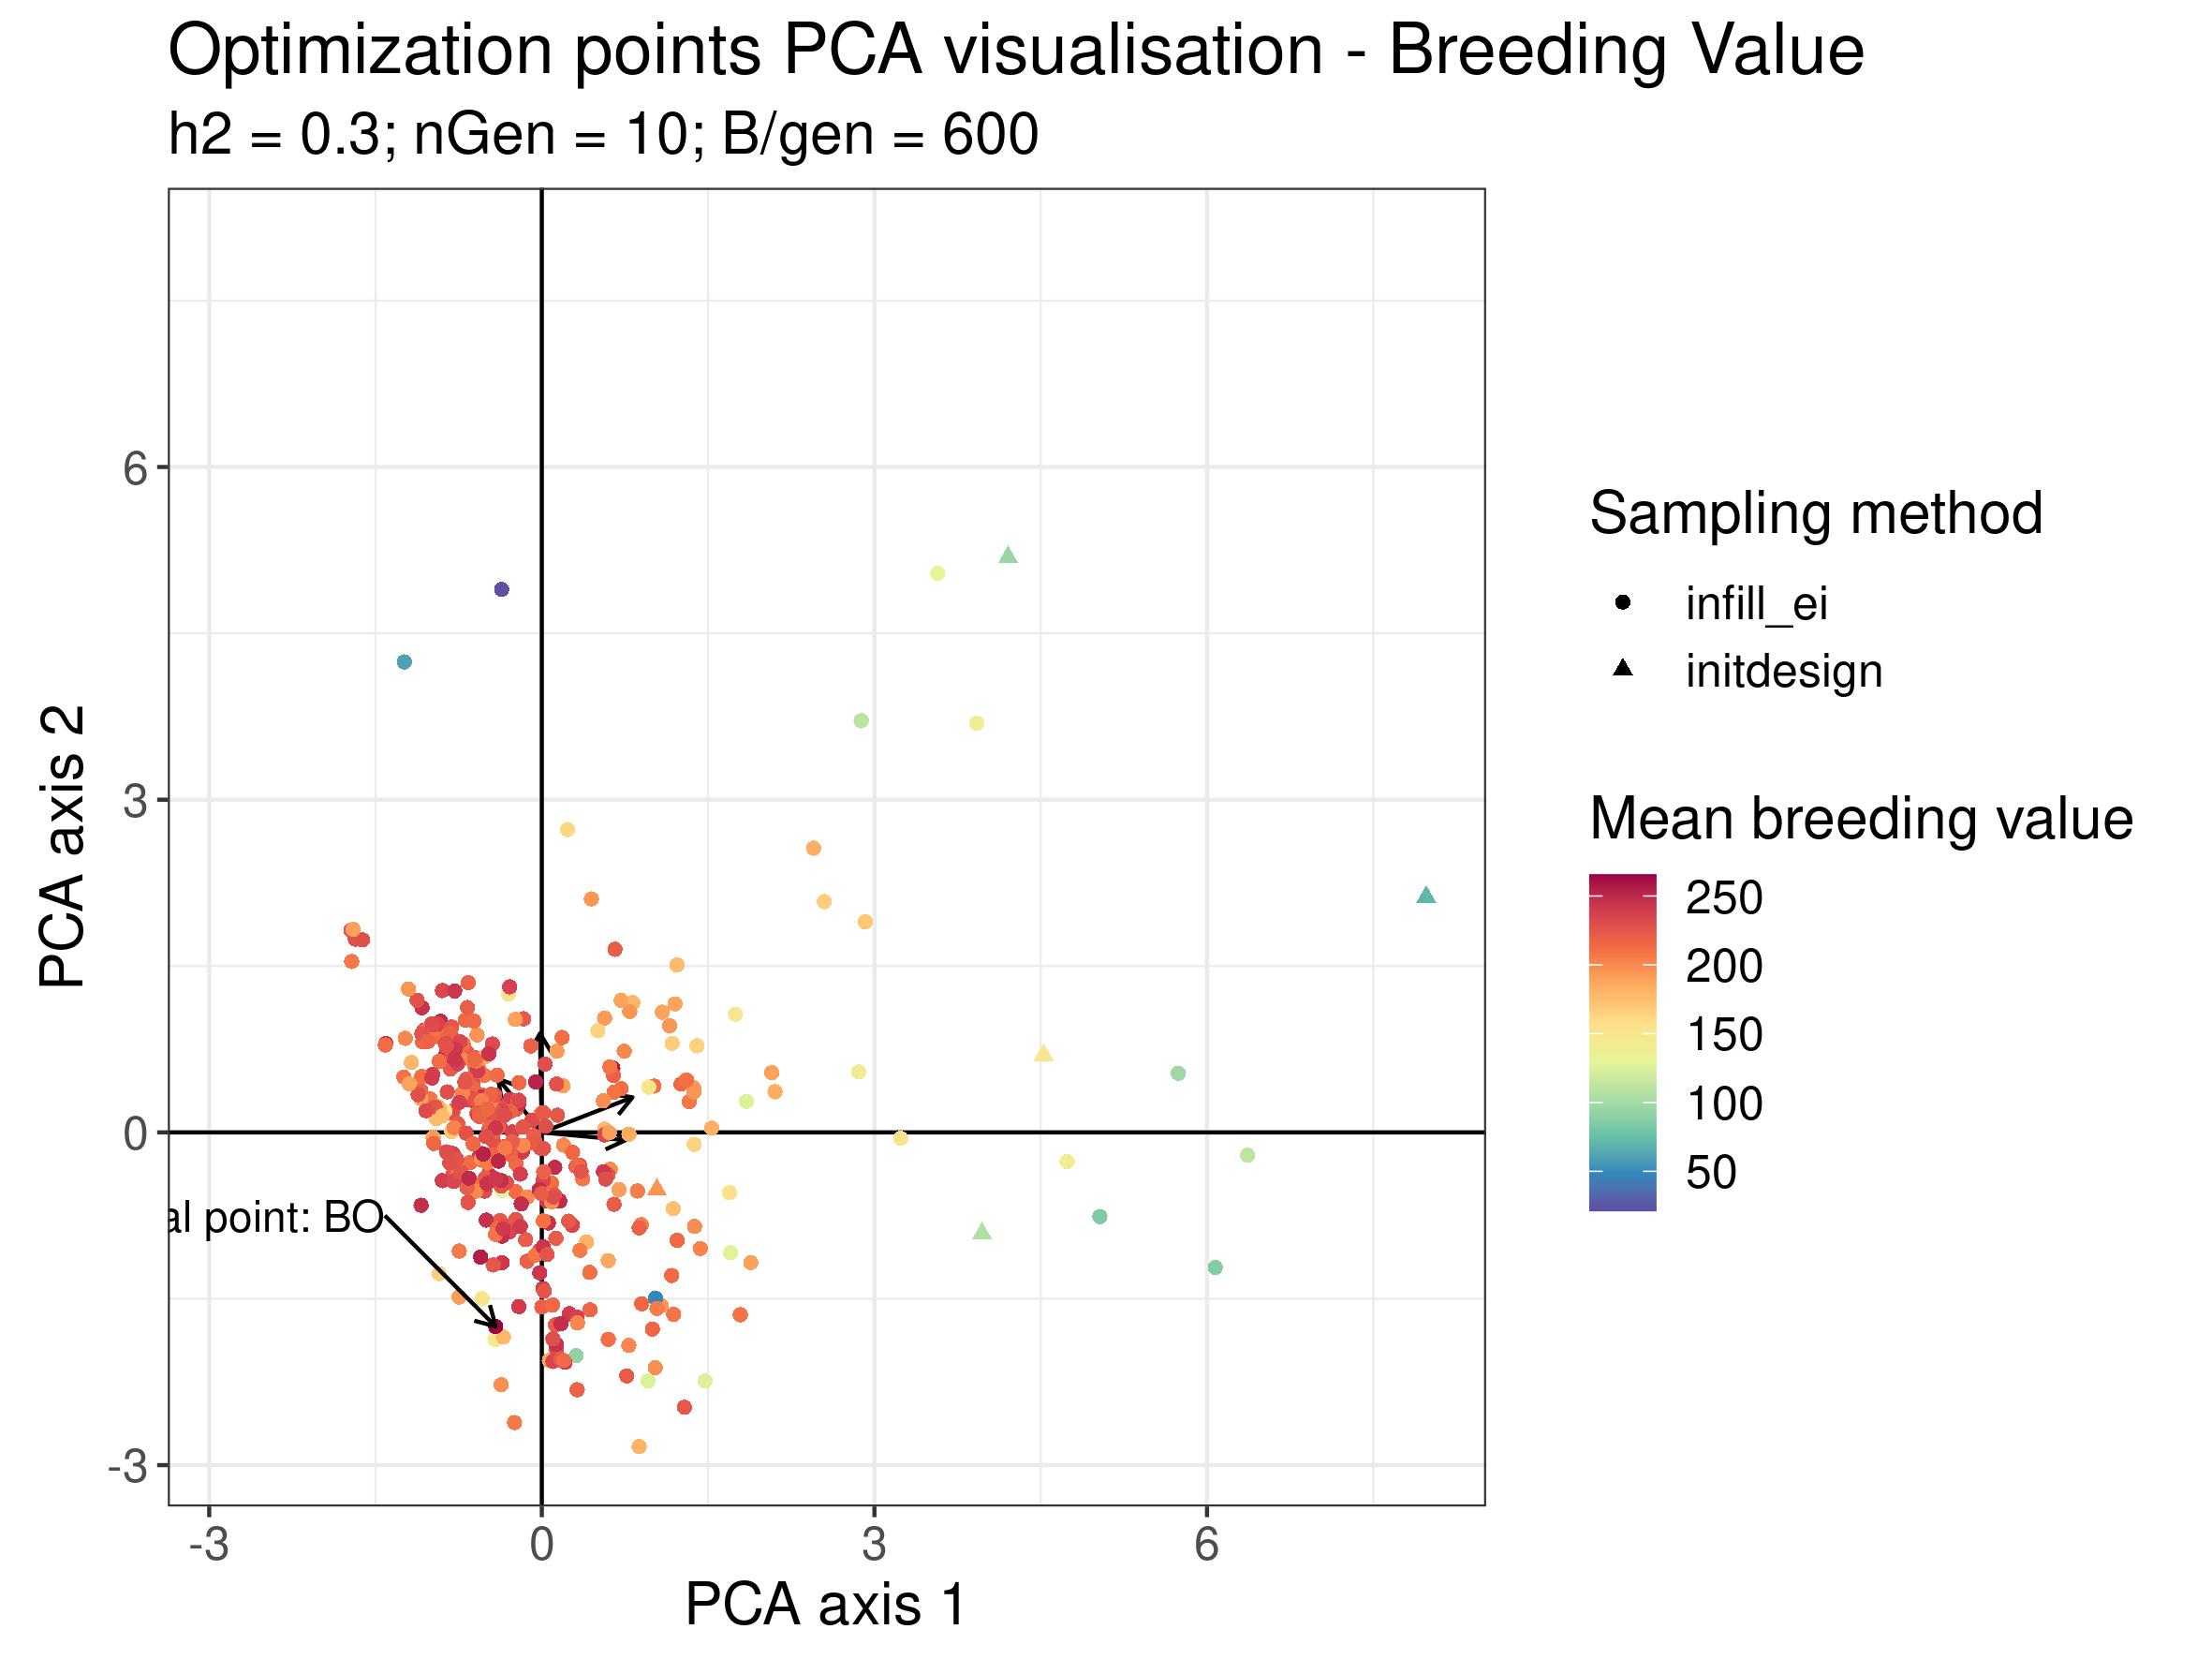 Optimization points PCA visualisation - Breeding Value
h2 = 0.3; nGen = 10; B/gen = 600
PCA axis 2
6
3
0
-3
al point: BO
-3
0
3
6
PCA axis 1
Sampling method
infill_ei
initdesign
Mean breeding value
250
200
150
100
50